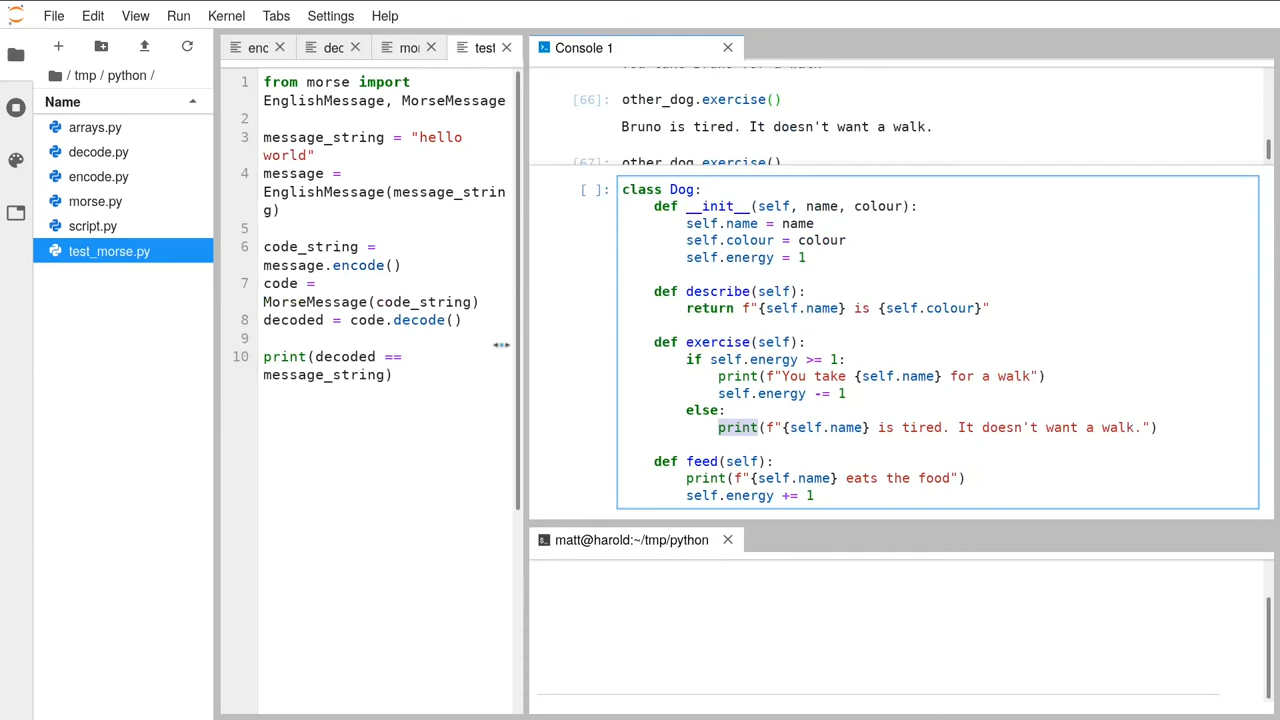 File Edit View Run Kernel Tabs Settings Help
/ tmp / python /
Name
arrays.py
decode.py
encode.py
morse.py
script.py
test_morse.py
enc dec mor test
1 from morse import
EnglishMessage, MorseMessage
2
3 message_string = "hello
world"
4 message =
EnglishMessage(message_strin
g)
5
6 code_string =
message.encode()
7 code =
MorseMessage(code_string)
8 decoded = code.decode()
9
10 print(decoded ==
message_string)
Console 1
[66]: other_dog.exercise()
Bruno is tired. It doesn't want a walk.
[67]: other_dog.exercise()
[ ]: class Dog:
def __init__(self, name, colour):
self.name = name
self.colour = colour
self.energy = 1
def describe(self):
return f"{self.name} is {self.colour}"
def exercise(self):
if self.energy >= 1:
print(f"You take {self.name} for a walk")
self.energy -= 1
else:
print(f"{self.name} is tired. It doesn't want a walk.")
def feed(self):
print(f"{self.name} eats the food")
self.energy += 1
matt@harold:~/tmp/python